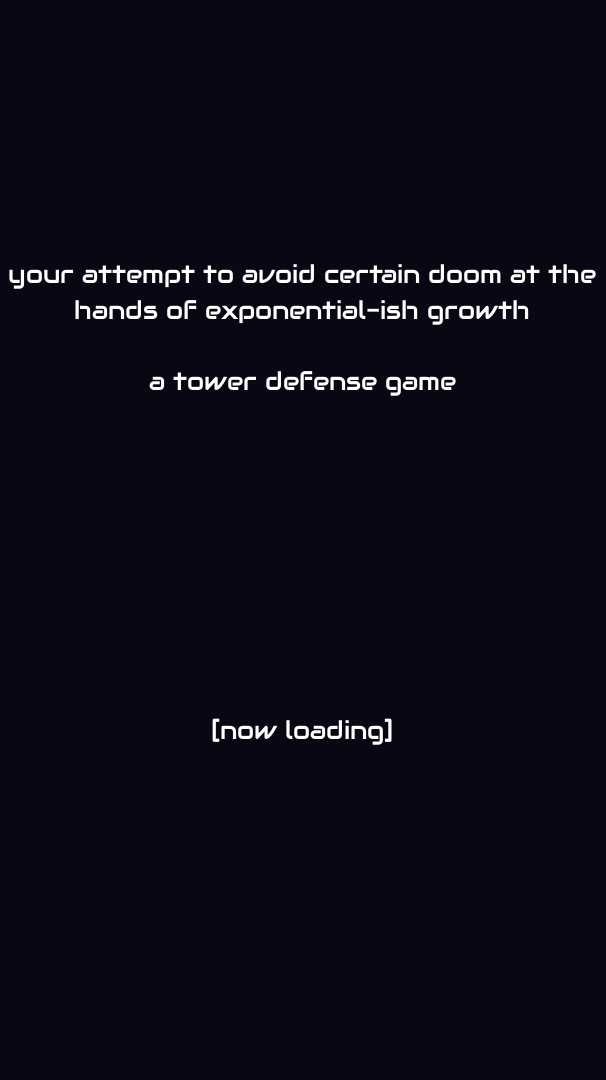 your attempt to avoid certain doom at the
hands of exponential-ish growth
a tower defense game
[now loading]